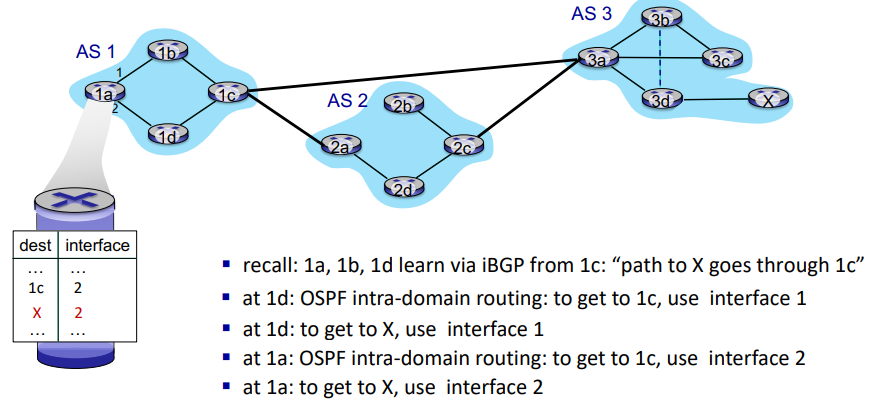 AS 3
3b
AS 1
1b
3a
3c
1
1a
1c
AS 2
2b
3d
X
2
1d
2a
2c
2d
dest interface
... ...
1c 2
X 2
... ...
▪ recall: 1a, 1b, 1d learn via iBGP from 1c: “path to X goes through 1c”
▪ at 1d: OSPF intra-domain routing: to get to 1c, use interface 1
▪ at 1d: to get to X, use interface 1
▪ at 1a: OSPF intra-domain routing: to get to 1c, use interface 2
▪ at 1a: to get to X, use interface 2